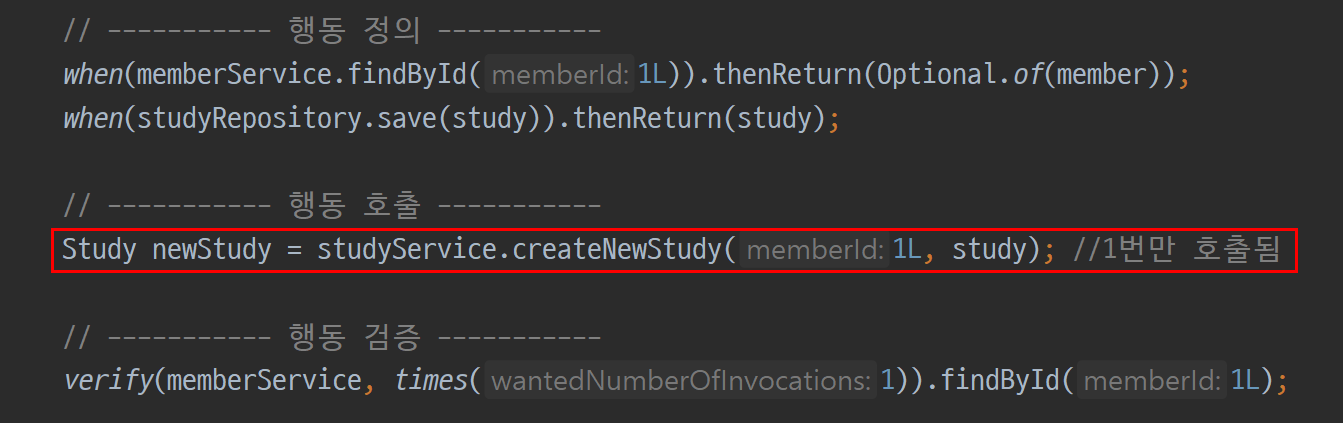 // ----------- 행동 정의 -----------
when(memberService.findById( memberId: 1L)).thenReturn(Optional.of(member));
when(studyRepository.save(study)).thenReturn(study);
// ----------- 행동 호출 -----------
Study newStudy = studyService.createNewStudy( memberId: 1L, study); //1번만 호출됨
// ----------- 행동 검증 -----------
verify(memberService, times( wantedNumberOfInvocations: 1)).findById( memberId: 1L);